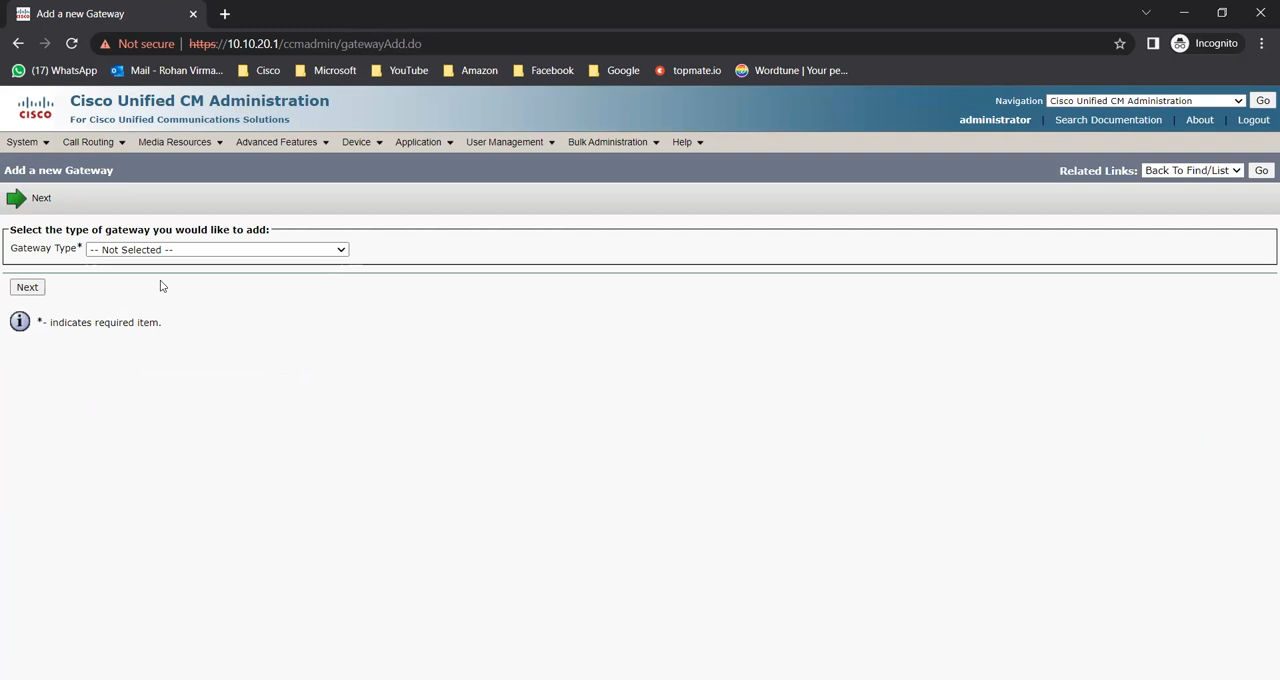 Add a new Gateway
Not secure | https://10.10.20.1/ccmadmin/gatewayAdd.do
Incognito
(17) WhatsApp
Mail - Rohan Virma...
Cisco
Microsoft
YouTube
Amazon
Facebook
Google
topmate.io
Wordtune | Your pe...
cisco
CISCO
Cisco Unified CM Administration
For Cisco Unified Communications Solutions
Navigation Cisco Unified CM Administration Go
administrator | Search Documentation | About | Logout
System Call Routing Media Resources Advanced Features Device Application User Management Bulk Administration Help
Add a new Gateway
Related Links: Back To Find/List Go
Next
Select the type of gateway you would like to add:
Gateway Type* -- Not Selected --
Next
i *- indicates required item.